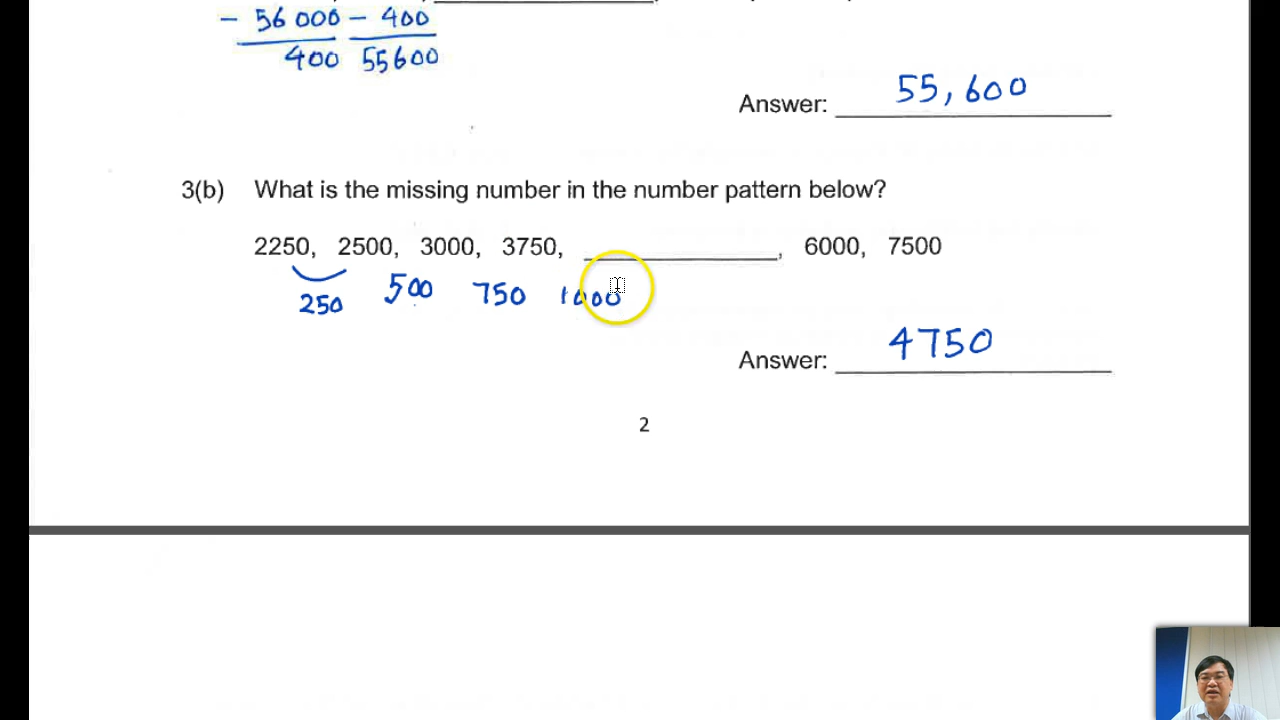 - 56 000 - 400
400 55600
Answer: 55,600
3(b) What is the missing number in the number pattern below?
2250, 2500, 3000, 3750, ____________, 6000, 7500
250 500 750 1000
Answer: 4750
2